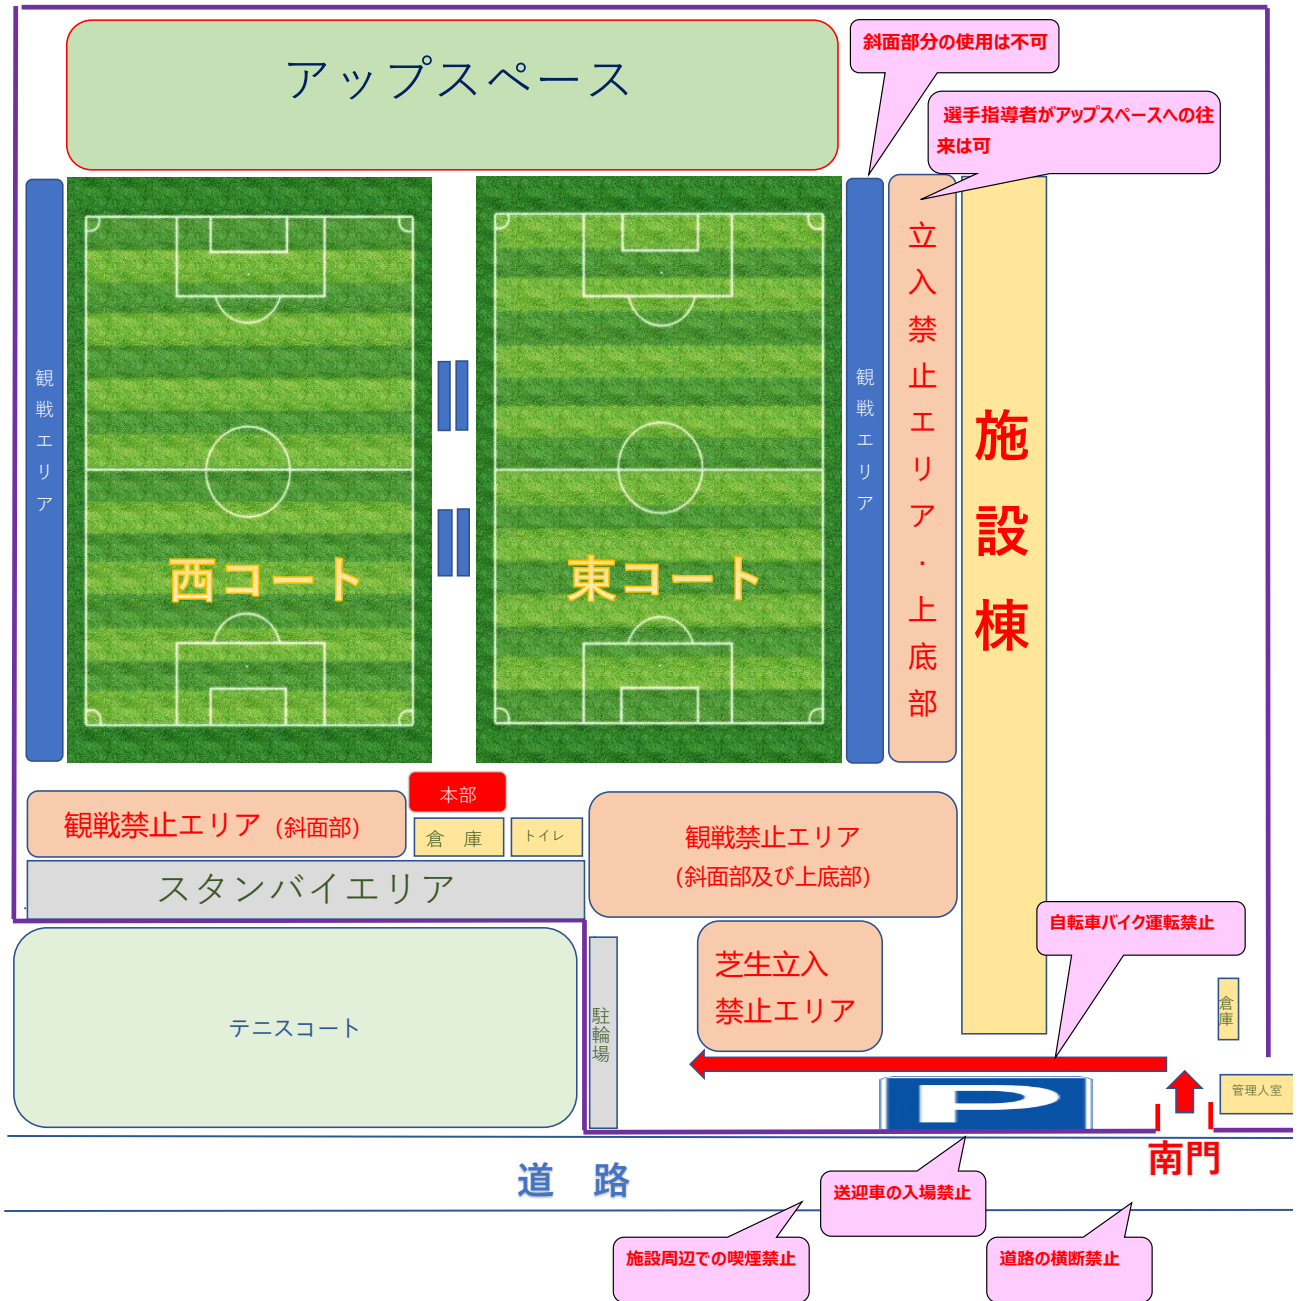 アップスペース
斜面部分の使用は不可
選手指導者がアップスペースへの往
来は可
観戦エリア
西コート
東コート
観戦エリア
立入禁止エリア・上底部
施設棟
本部
観戦禁止エリア(斜面部)
倉 庫
トイレ
観戦禁止エリア
(斜面部及び上底部)
スタンバイエリア
自転車バイク運転禁止
芝生立入
禁止エリア
テニスコート
駐輪場
倉庫
管理人室
P
南門
道 路
送迎車の入場禁止
施設周辺での喫煙禁止
道路の横断禁止